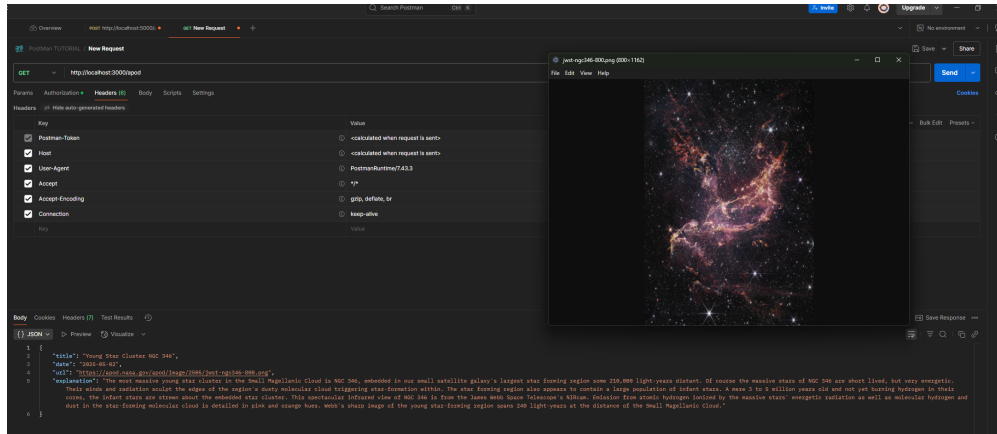 Search Postman Ctrl K
Invite
Upgrade
Overview POST http://localhost:5000/ GET New Request + No environment
PostMan TUTORIAL / New Request Save Share
GET http://localhost:3000/apod Send
Params Authorization Headers (6) Body Scripts Settings Cookies
Headers Hide auto-generated headers
Key Value Bulk Edit Presets
Postman-Token <calculated when request is sent>
Host <calculated when request is sent>
User-Agent PostmanRuntime/7.43.3
Accept */*
Accept-Encoding gzip, deflate, br
Connection keep-alive
Key Value
jwst-ngc346-800.png (800×1162)
File Edit View Help
Body Cookies Headers (7) Test Results Save Response
{} JSON Preview Visualize
1 {
2 "title": "Young Star Cluster NGC 346",
3 "date": "2025-05-02",
4 "url": "https://apod.nasa.gov/apod/image/2505/jwst-ngc346-800.png",
5 "explanation": "The most massive young star cluster in the Small Magellanic Cloud is NGC 346, embedded in our small satellite galaxy's largest star forming region some 210,000 light-years distant. Of course the massive stars of NGC 346 are short lived, but very energetic.
Their winds and radiation sculpt the edges of the region's dusty molecular cloud triggering star-formation within. The star forming region also appears to contain a large population of infant stars. A mere 3 to 5 million years old and not yet burning hydrogen in their
cores, the infant stars are strewn about the embedded star cluster. This spectacular infrared view of NGC 346 is from the James Webb Space Telescope's NIRcam. Emission from atomic hydrogen ionized by the massive stars' energetic radiation as well as molecular hydrogen and
dust in the star-forming molecular cloud is detailed in pink and orange hues. Webb's sharp image of the young star-forming region spans 240 light-years at the distance of the Small Magellanic Cloud."
6 }